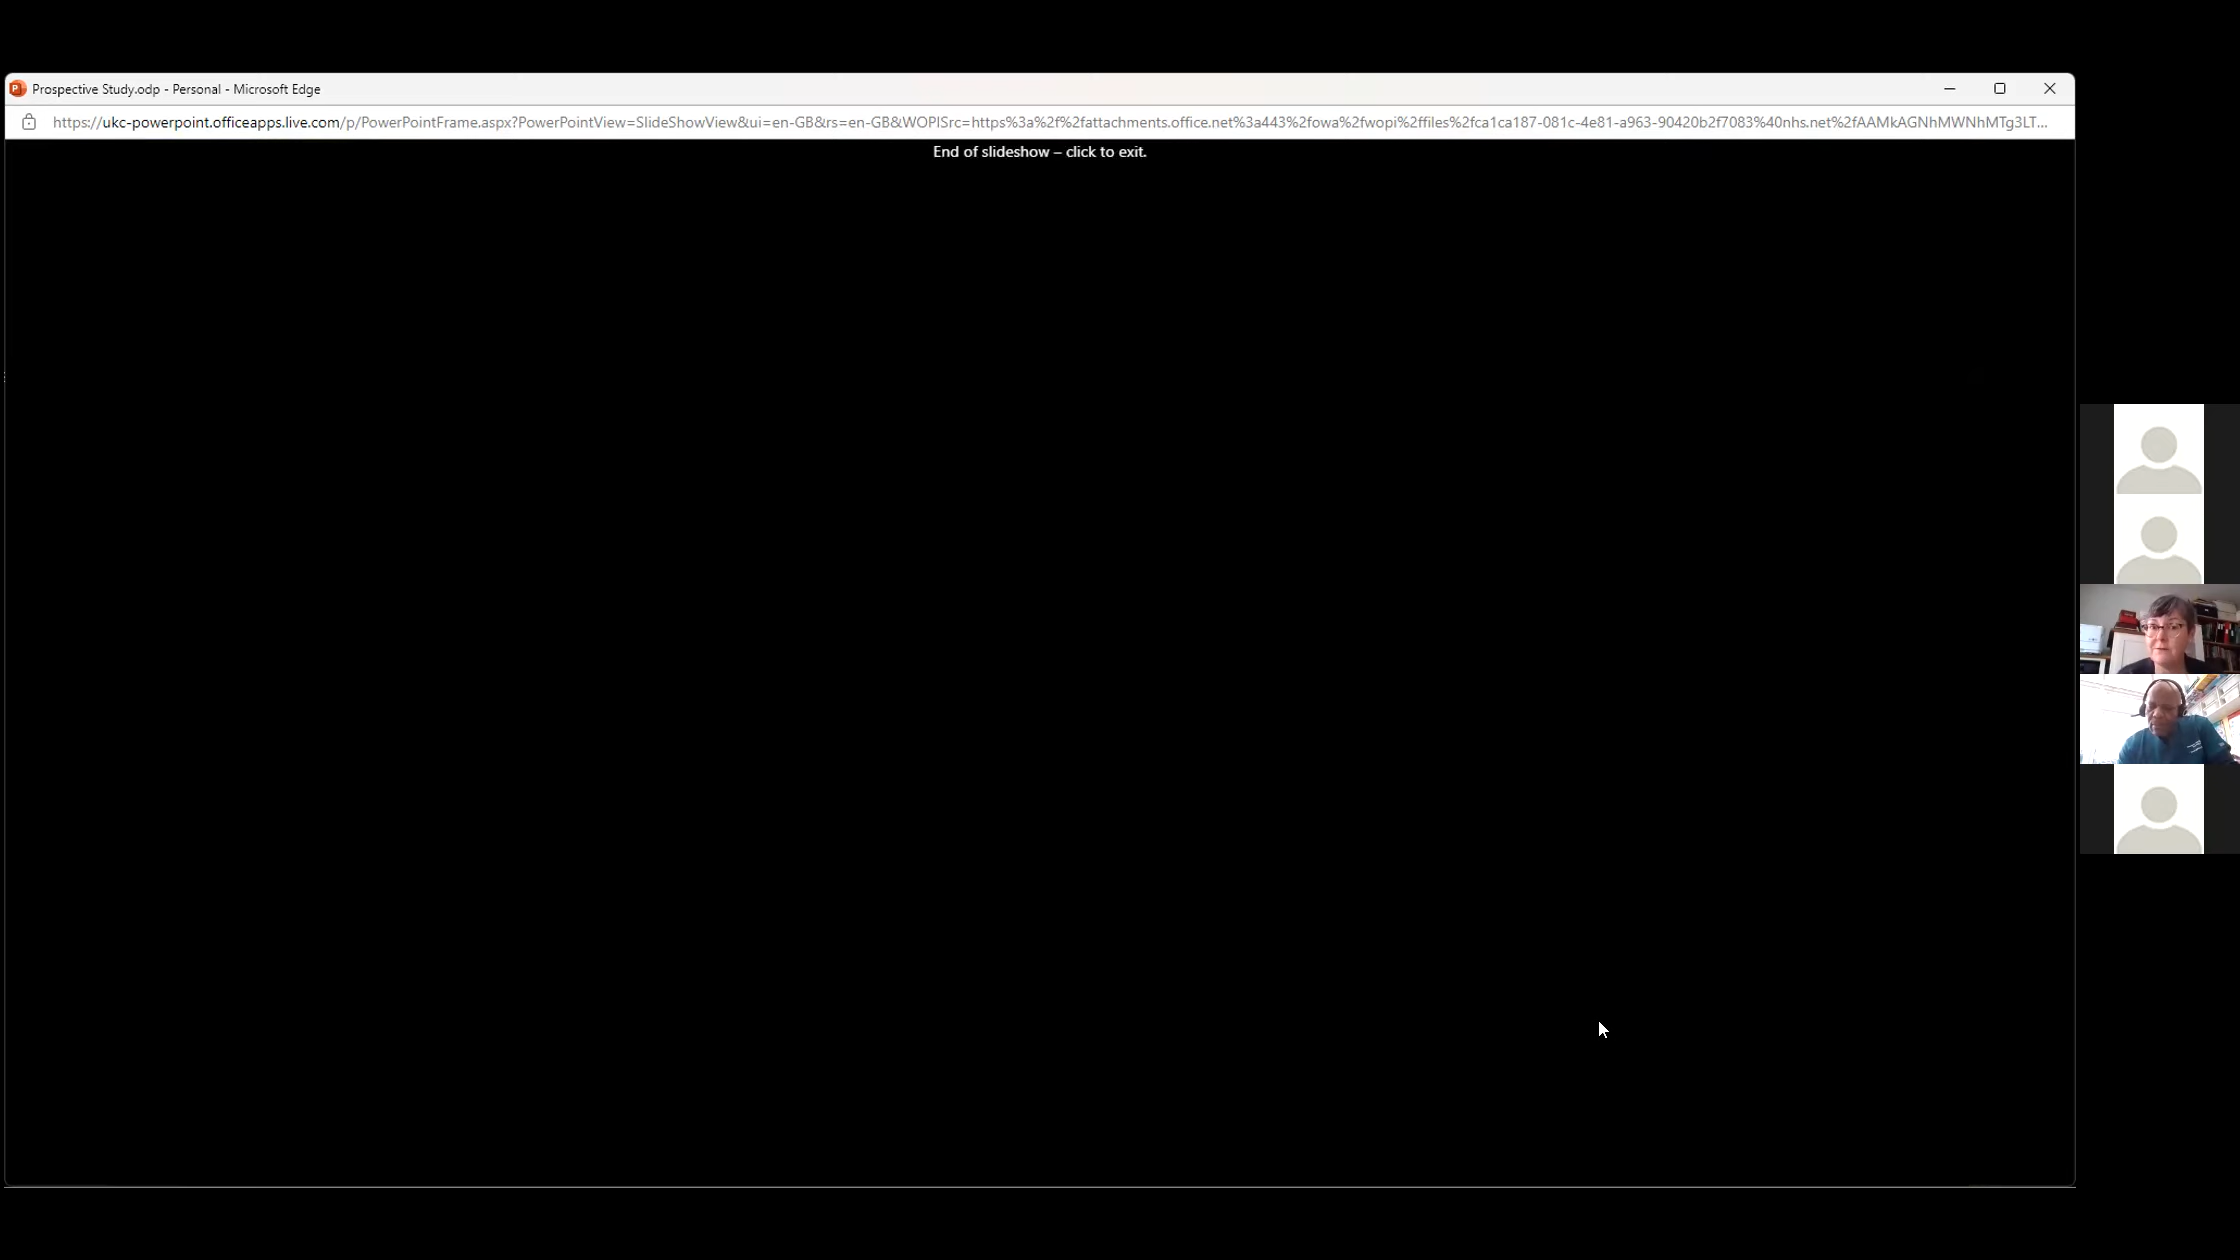 Prospective Study.odp - Personal - Microsoft Edge
https://ukc-powerpoint.officeapps.live.com/p/PowerPointFrame.aspx?PowerPointView=SlideShowView&ui=en-GB&rs=en-GB&WOPISrc=https%3a%2f%2fattachments.office.net%3a443%2fowa%2fwopi%2ffiles%2fca1ca187-081c-4e81-a963-90420b2f7083%40nhs.net%2fAAMkAGNhMWNhMTg3LT...
End of slideshow – click to exit.